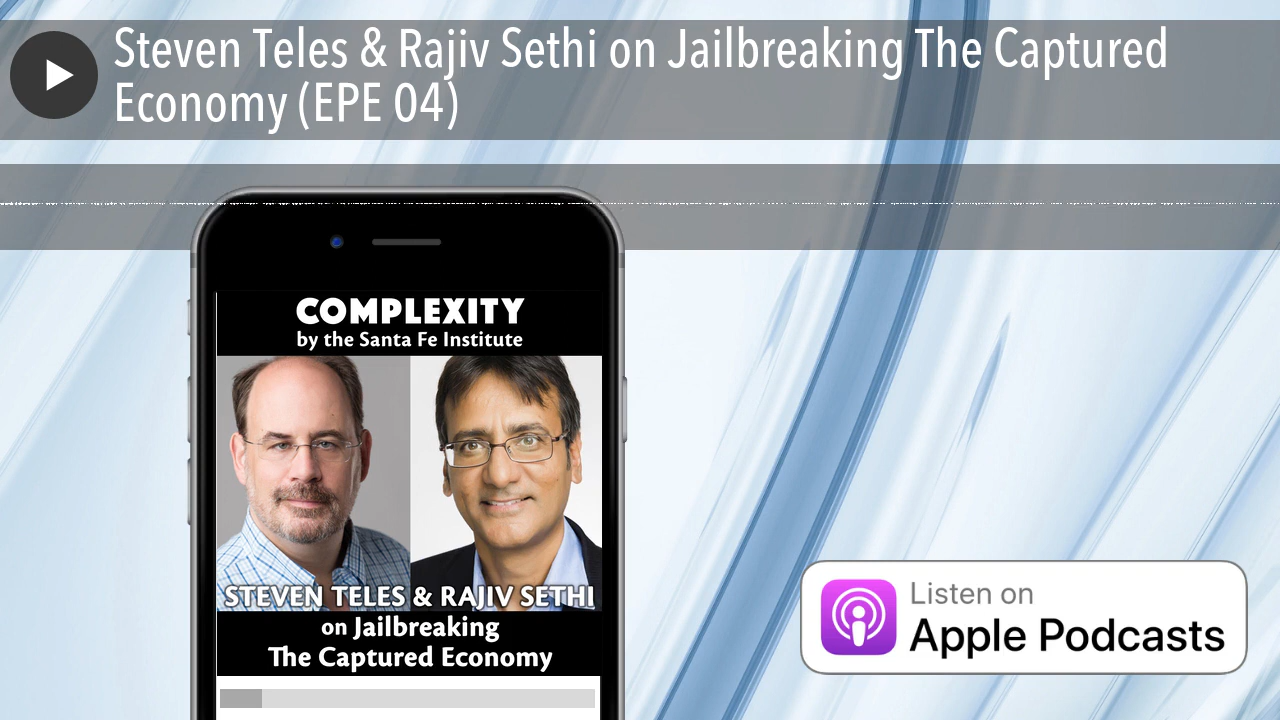 Steven Teles & Rajiv Sethi on Jailbreaking The Captured
Economy (EPE 04)
COMPLEXITY
by the Santa Fe Institute
STEVEN TELES & RAJIV SETHI
on Jailbreaking
The Captured Economy
Listen on
Apple Podcasts